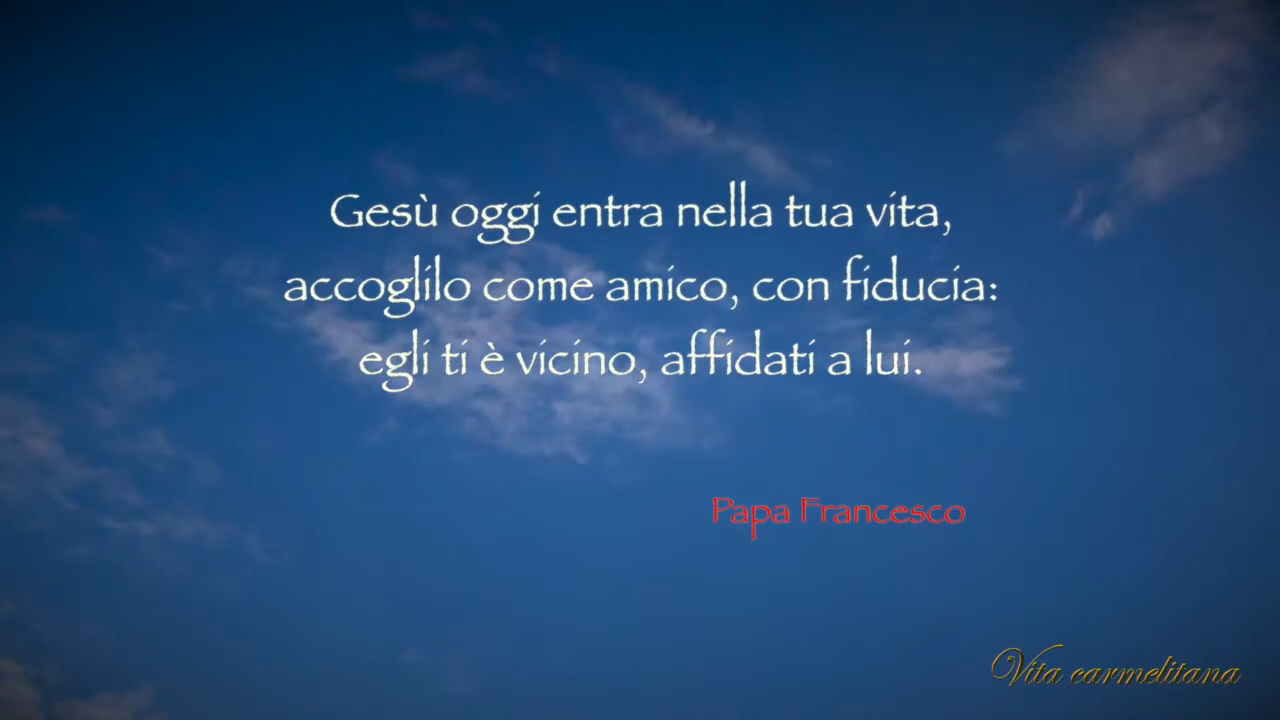 Gesù oggi entra nella tua vita,
accoglilo come amico, con fiducia:
egli ti è vicino, affidati a lui.
Papa Francesco
Vita carmelitana